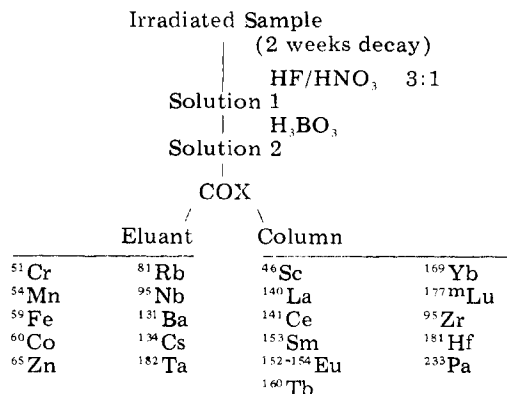 Irradiated Sample
(2 weeks decay)
HF/HNO₃ 3:1
Solution 1
H₃BO₃
Solution 2
COX
Eluant Column
⁵¹Cr ⁸¹Rb ⁴⁶Sc ¹⁶⁹Yb
⁵⁴Mn ⁹⁵Nb ¹⁴⁰La ¹⁷⁷ᵐLu
⁵⁹Fe ¹³¹Ba ¹⁴¹Ce ⁹⁵Zr
⁶⁰Co ¹³⁴Cs ¹⁵³Sm ¹⁸¹Hf
⁶⁵Zn ¹⁸²Ta ¹⁵²⁻¹⁵⁴Eu ²³³Pa
¹⁶⁰Tb